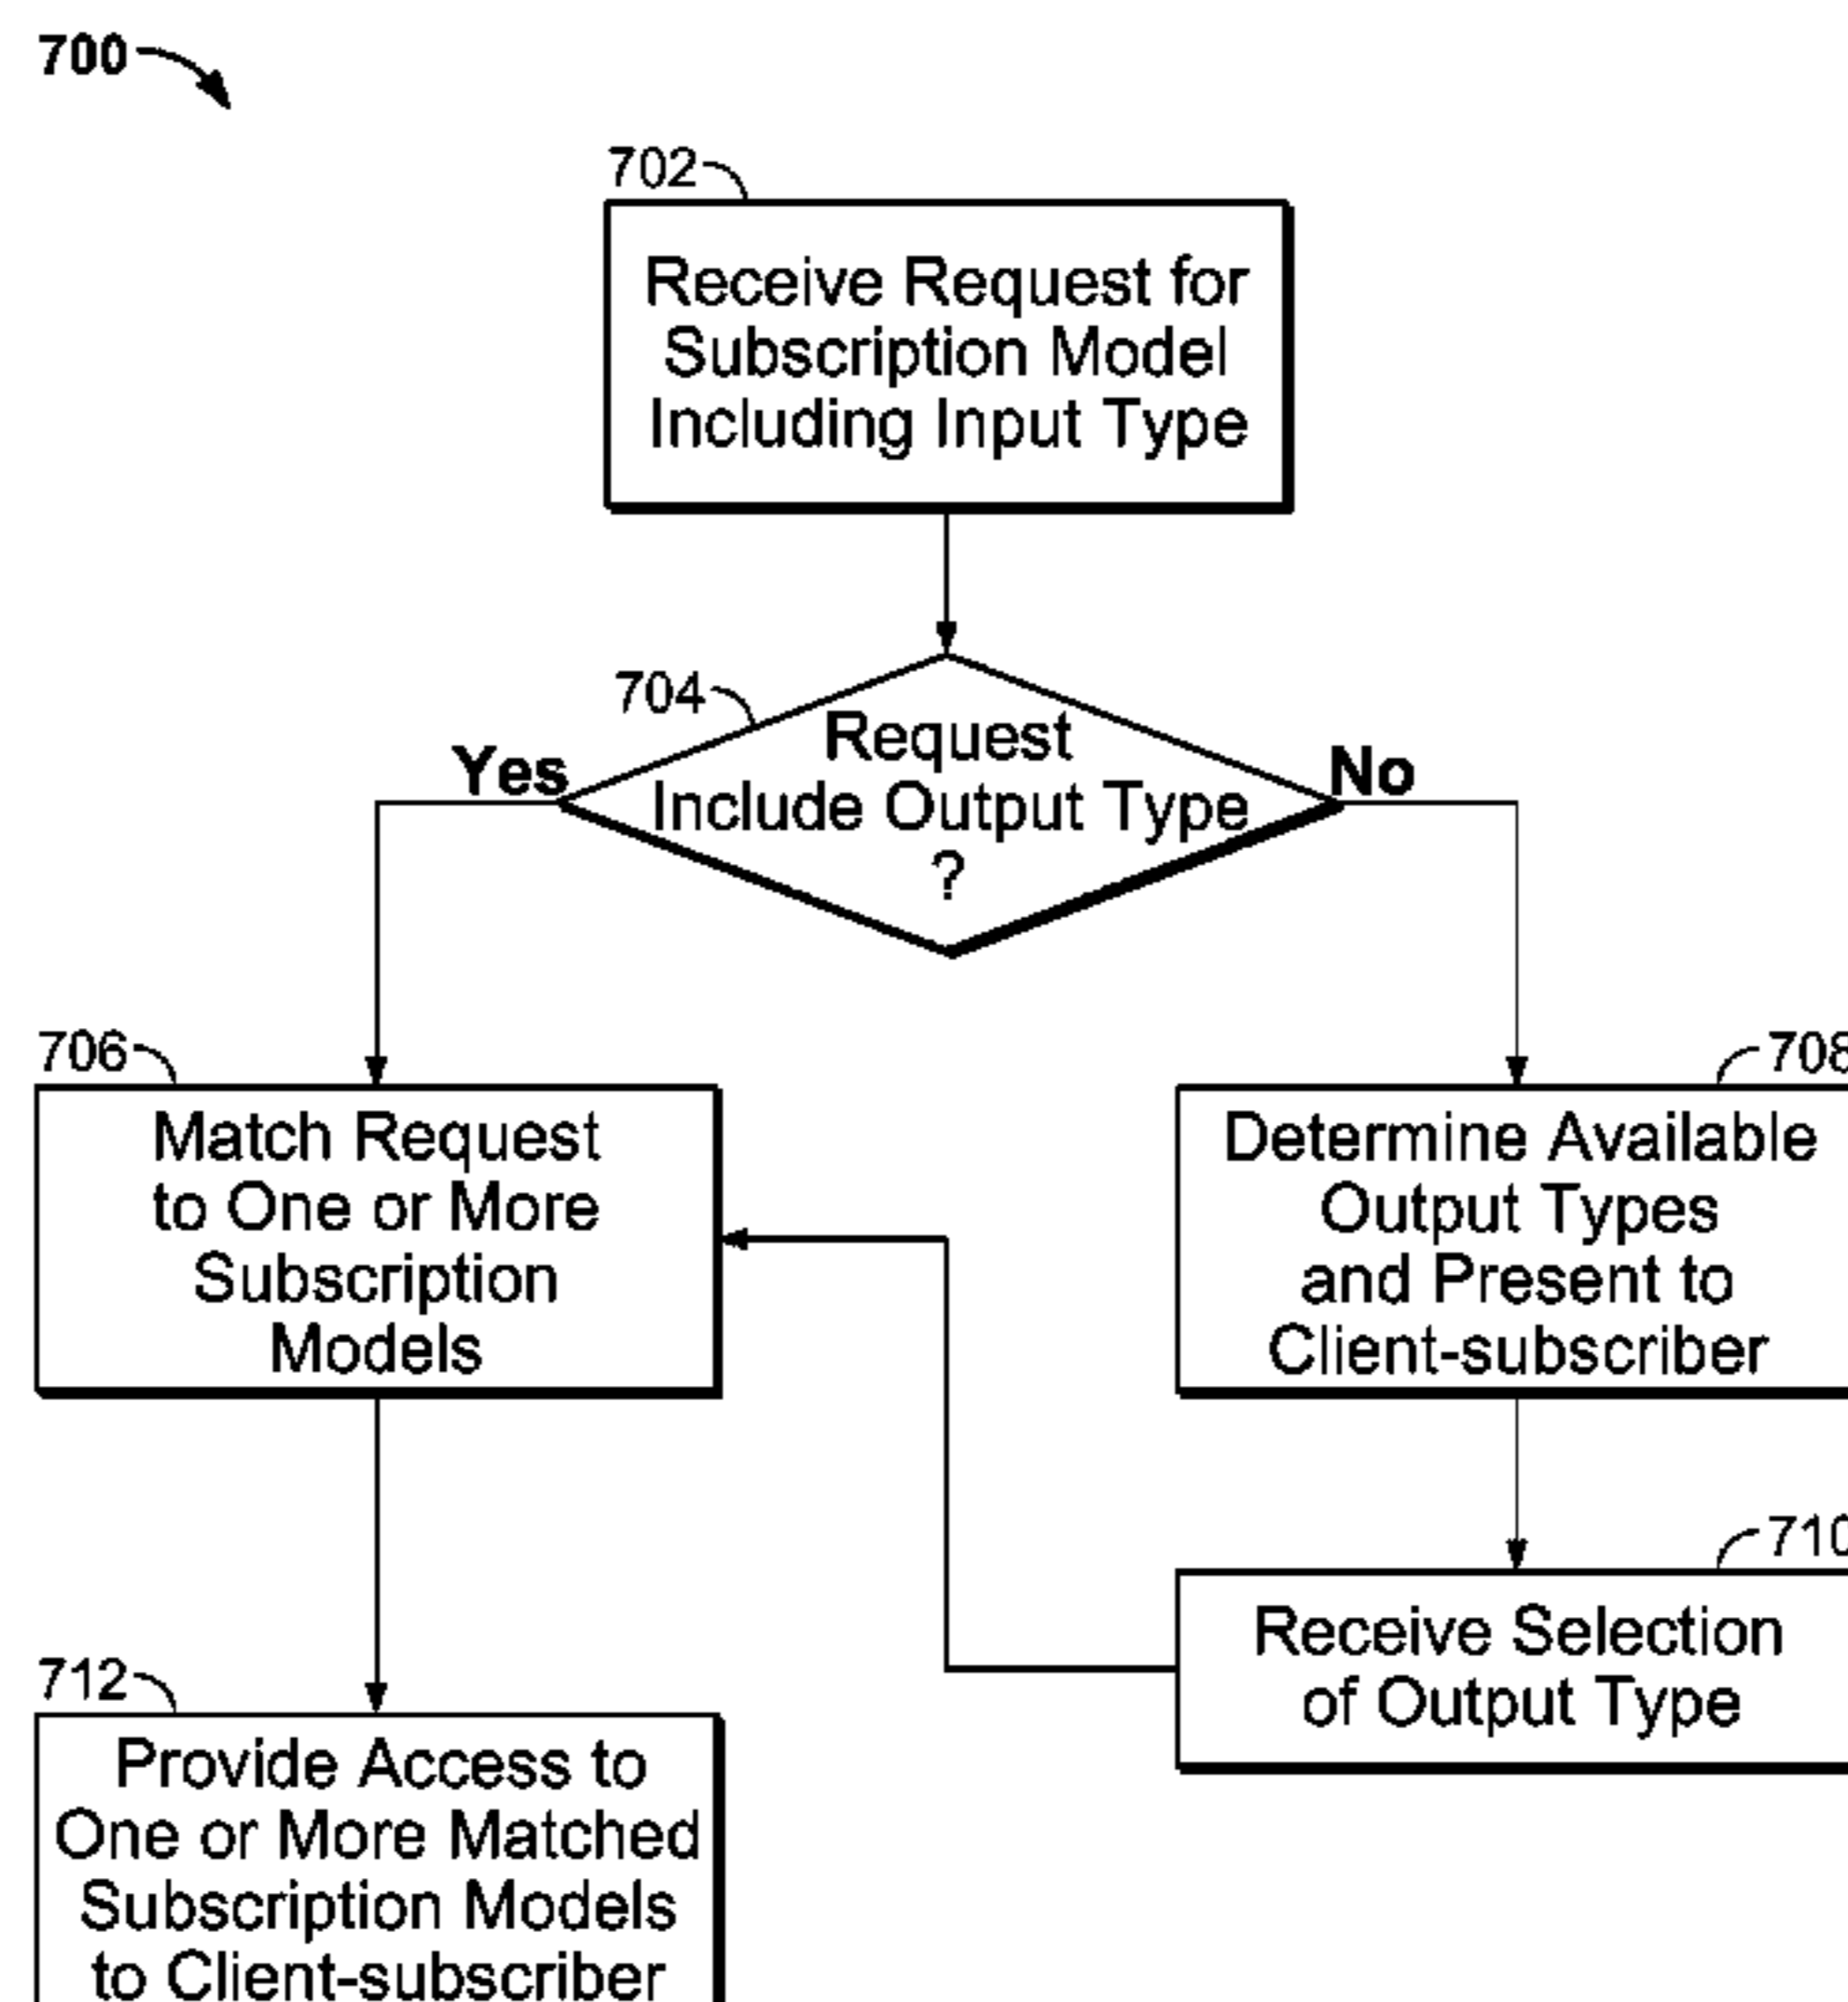 700
702
Receive Request for
Subscription Model
Including Input Type
704
Request
Include Output Type
?
Yes
No
706
Match Request
to One or More
Subscription
Models
708
Determine Available
Output Types
and Present to
Client-subscriber
710
Receive Selection
of Output Type
712
Provide Access to
One or More Matched
Subscription Models
to Client-subscriber